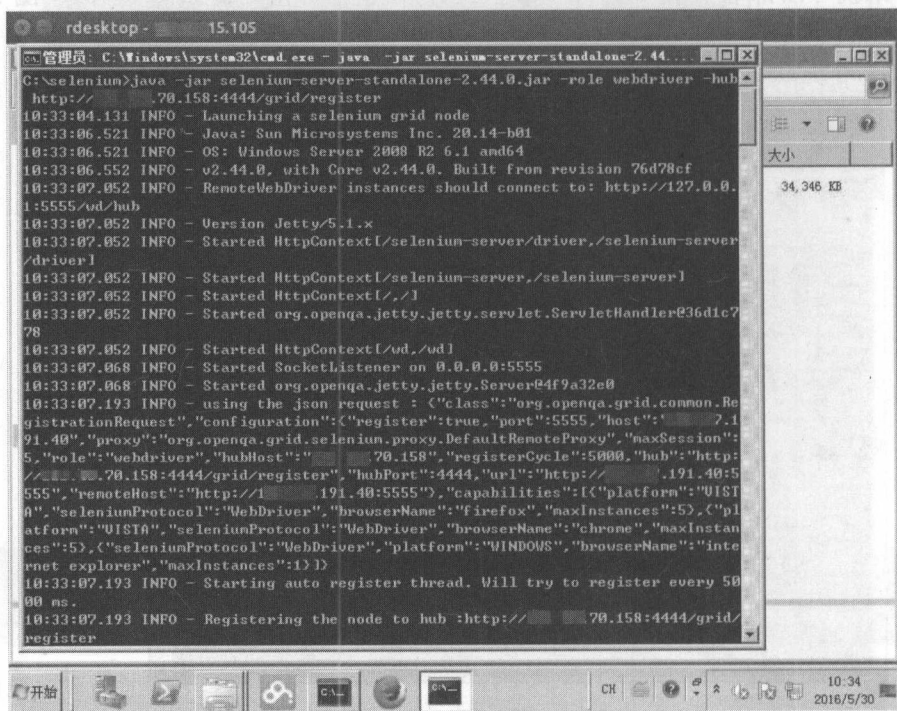 rdesktop - 15.105
管理员: C:\Windows\system32\cmd.exe - java -jar selenium-server-standalone-2.44....
C:\selenium>java -jar selenium-server-standalone-2.44.0.jar -role webdriver -hub
http:// .70.158:4444/grid/register
10:33:04.131 INFO - Launching a selenium grid node
10:33:06.521 INFO - Java: Sun Microsystems Inc. 20.14-b01
10:33:06.521 INFO - OS: Windows Server 2008 R2 6.1 amd64
10:33:06.552 INFO - v2.44.0, with Core v2.44.0. Built from revision 76d78cf
10:33:07.052 INFO - RemoteWebDriver instances should connect to: http://127.0.0.
1:5555/wd/hub
10:33:07.052 INFO - Version Jetty/5.1.x
10:33:07.052 INFO - Started HttpContext[/selenium-server/driver,/selenium-server
/driver]
10:33:07.052 INFO - Started HttpContext[/selenium-server,/selenium-server]
10:33:07.052 INFO - Started HttpContext[/,/]
10:33:07.052 INFO - Started org.openqa.jetty.jetty.servlet.ServletHandler@36d1c7
78
10:33:07.052 INFO - Started HttpContext[/wd,/wd]
10:33:07.068 INFO - Started SocketListener on 0.0.0.0:5555
10:33:07.068 INFO - Started org.openqa.jetty.jetty.Server@4f9a32e0
10:33:07.193 INFO - using the json request : {"class":"org.openqa.grid.common.Re
gistrationRequest","configuration":{"register":true,"port":5555,"host":" 7.1
91.40","proxy":"org.openqa.grid.selenium.proxy.DefaultRemoteProxy","maxSession":
5,"role":"webdriver","hubHost":" .70.158","registerCycle":5000,"hub":"http:
// .70.158:4444/grid/register","hubPort":4444,"url":"http:// .191.40:5
555","remoteHost":"http://1 .191.40:5555"},"capabilities":[{"platform":"VIST
A","seleniumProtocol":"WebDriver","browserName":"firefox","maxInstances":5},{"pl
atform":"VISTA","seleniumProtocol":"WebDriver","browserName":"chrome","maxInstan
ces":5},{"seleniumProtocol":"WebDriver","platform":"WINDOWS","browserName":"inte
rnet explorer","maxInstances":1}]}
10:33:07.193 INFO - Starting auto register thread. Will try to register every 50
00 ms.
10:33:07.193 INFO - Registering the node to hub :http:// .70.158:4444/grid/
register
大小
34,346 KB
开始
C:\_
C:\_
CH
10:34
2016/5/30